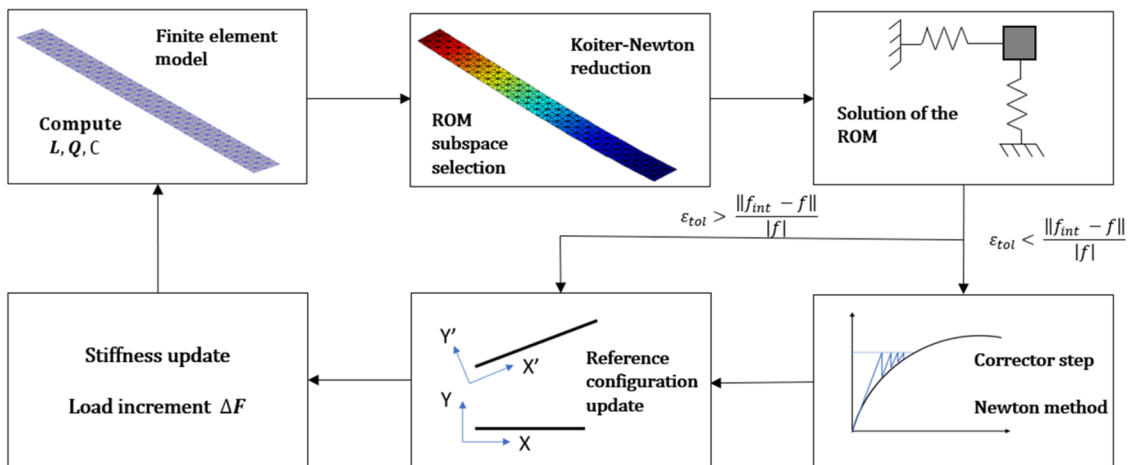 Finite element
model
Compute
L, Q, C
Koiter-Newton
reduction
ROM
subspace
selection
Solution of the
ROM
ε_tol > ‖f_int − f‖ / |f|
ε_tol < ‖f_int − f‖ / |f|
Stiffness update
Load increment ΔF
Y'
X'
Y
X
Reference
configuration
update
Corrector step
Newton method